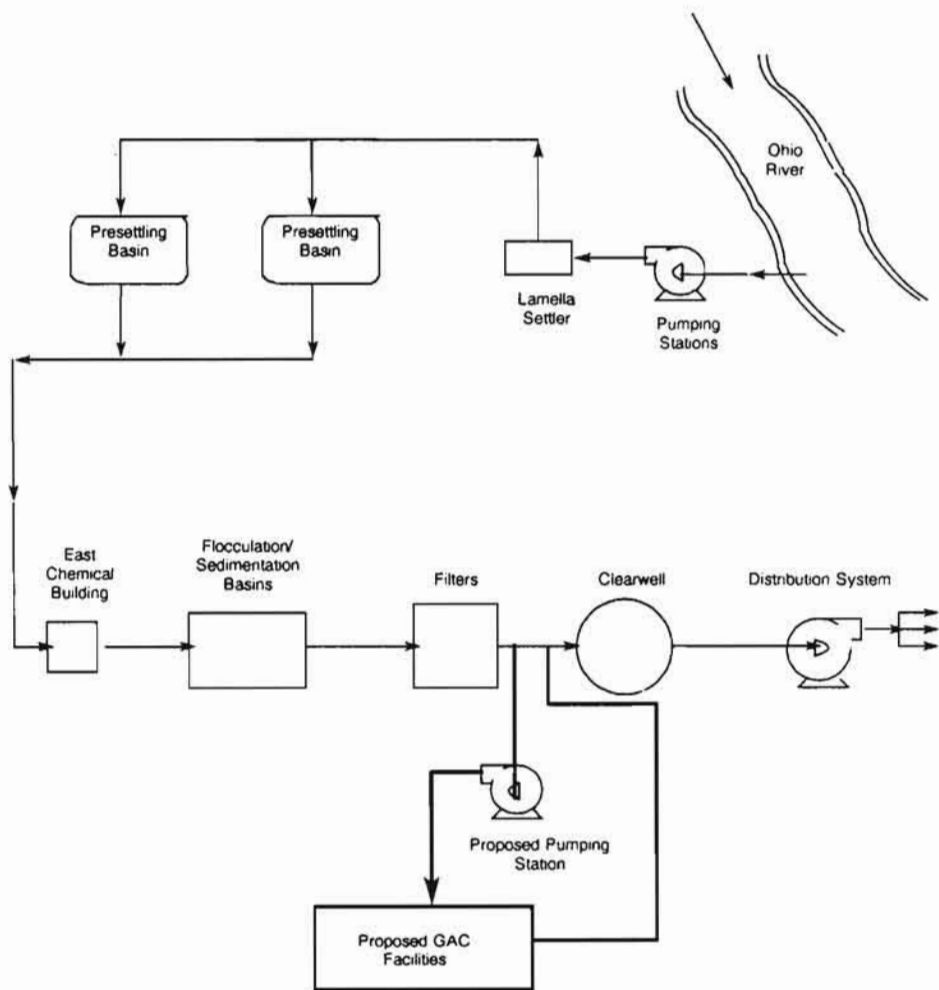 Ohio
River
Presettling
Basin
Presettling
Basin
Lamella
Settler
Pumping
Stations
East
Chemical
Building
Flocculation/
Sedimentation
Basins
Filters
Clearwell
Distribution System
Proposed Pumping
Station
Proposed GAC
Facilities